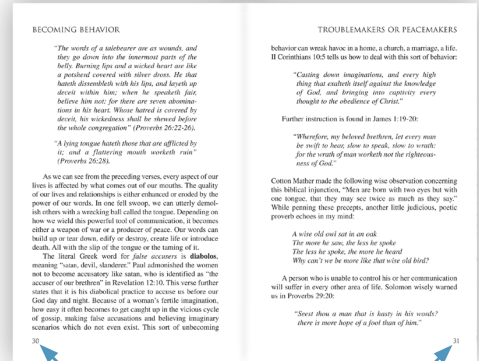 BECOMING BEHAVIOR
"The words of a talebearer are as wounds, and
they go down into the innermost parts of the
belly. Burning lips and a wicked heart are like
a potsherd covered with silver dross. He that
hateth dissembleth with his lips, and layeth up
deceit within him; when he speaketh fair,
believe him not: for there are seven abomina-
tions in his heart. Whose hatred is covered by
deceit, his wickedness shall be shewed before
the whole congregation" (Proverbs 26:22-26).
"A lying tongue hateth those that are afflicted by
it; and a flattering mouth worketh ruin"
(Proverbs 26:28).
As we can see from the preceding verses, every aspect of our
lives is affected by what comes out of our mouths. The quality
of our lives and relationships is either enhanced or eroded by the
power of our words. In one fell swoop, we can utterly demol-
ish others with a wrecking ball called the tongue. Depending on
how we wield this powerful tool of communication, it becomes
either a weapon of war or a producer of peace. Our words can
build up or tear down, edify or destroy, create life or introduce
death. All with the slip of the tongue or the taming of it.
The literal Greek word for false accusers is diabolos,
meaning "satan, devil, slanderer." Paul admonished the women
not to become accusatory like satan, who is identified as "the
accuser of our brethren" in Revelation 12:10. This verse further
states that it is his diabolical practice to accuse us before our
God day and night. Because of a woman's fertile imagination,
how easy it often becomes to get caught up in the vicious cycle
of gossip, making false accusations and believing imaginary
scenarios which do not even exist. This sort of unbecoming
30
TROUBLEMAKERS OR PEACEMAKERS
behavior can wreak havoc in a home, a church, a marriage, a life.
II Corinthians 10:5 tells us how to deal with this sort of behavior:
"Casting down imaginations, and every high
thing that exalteth itself against the knowledge
of God, and bringing into captivity every
thought to the obedience of Christ."
Further instruction is found in James 1:19-20:
"Wherefore, my beloved brethren, let every man
be swift to hear, slow to speak, slow to wrath:
for the wrath of man worketh not the righteous-
ness of God."
Cotton Mather made the following wise observation concerning
this biblical injunction, "Men are born with two eyes but with
one tongue, that they may see twice as much as they say."
While penning these precepts, another little judicious, poetic
proverb echoes in my mind:
A wise old owl sat in an oak
The more he saw, the less he spoke
The less he spoke, the more he heard
Why can't we be more like that wise old bird?
A person who is unable to control his or her communication
will suffer in every other area of life. Solomon wisely warned
us in Proverbs 29:20:
"Seest thou a man that is hasty in his words?
there is more hope of a fool than of him."
31